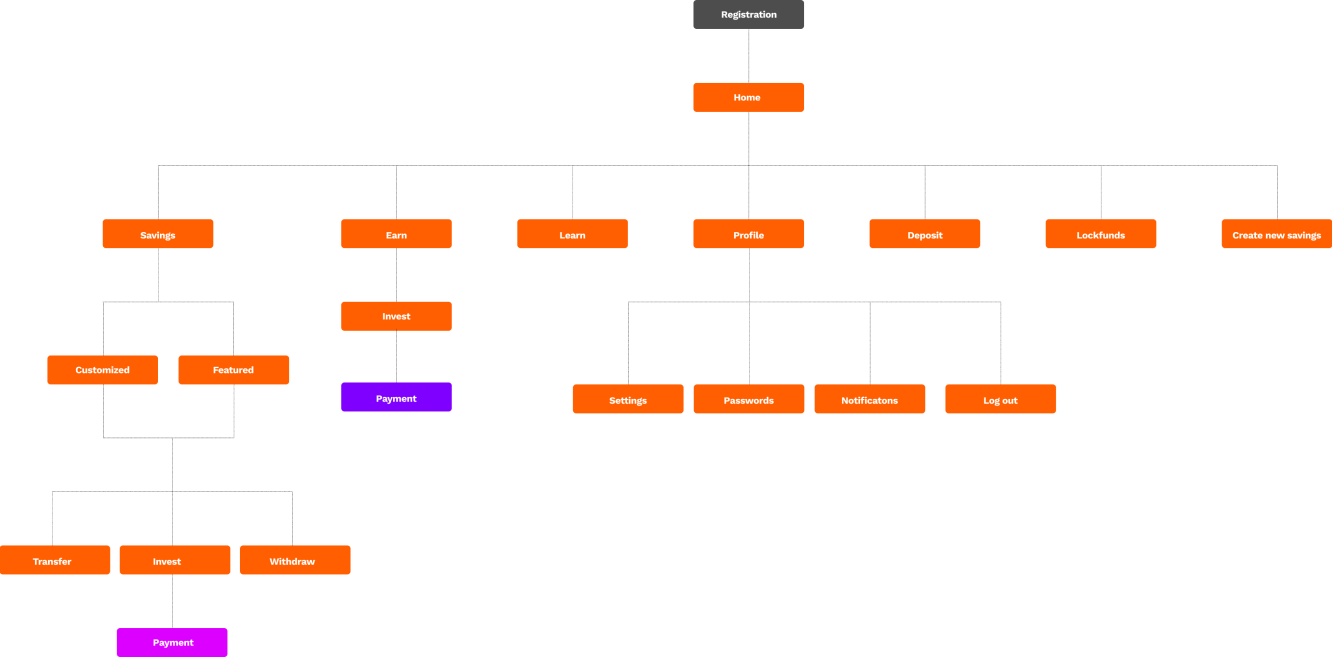 Registration
Home
Savings
Earn
Learn
Profile
Deposit
Lockfunds
Create new savings
Invest
Customized
Featured
Payment
Settings
Passwords
Notificatons
Log out
Transfer
Invest
Withdraw
Payment